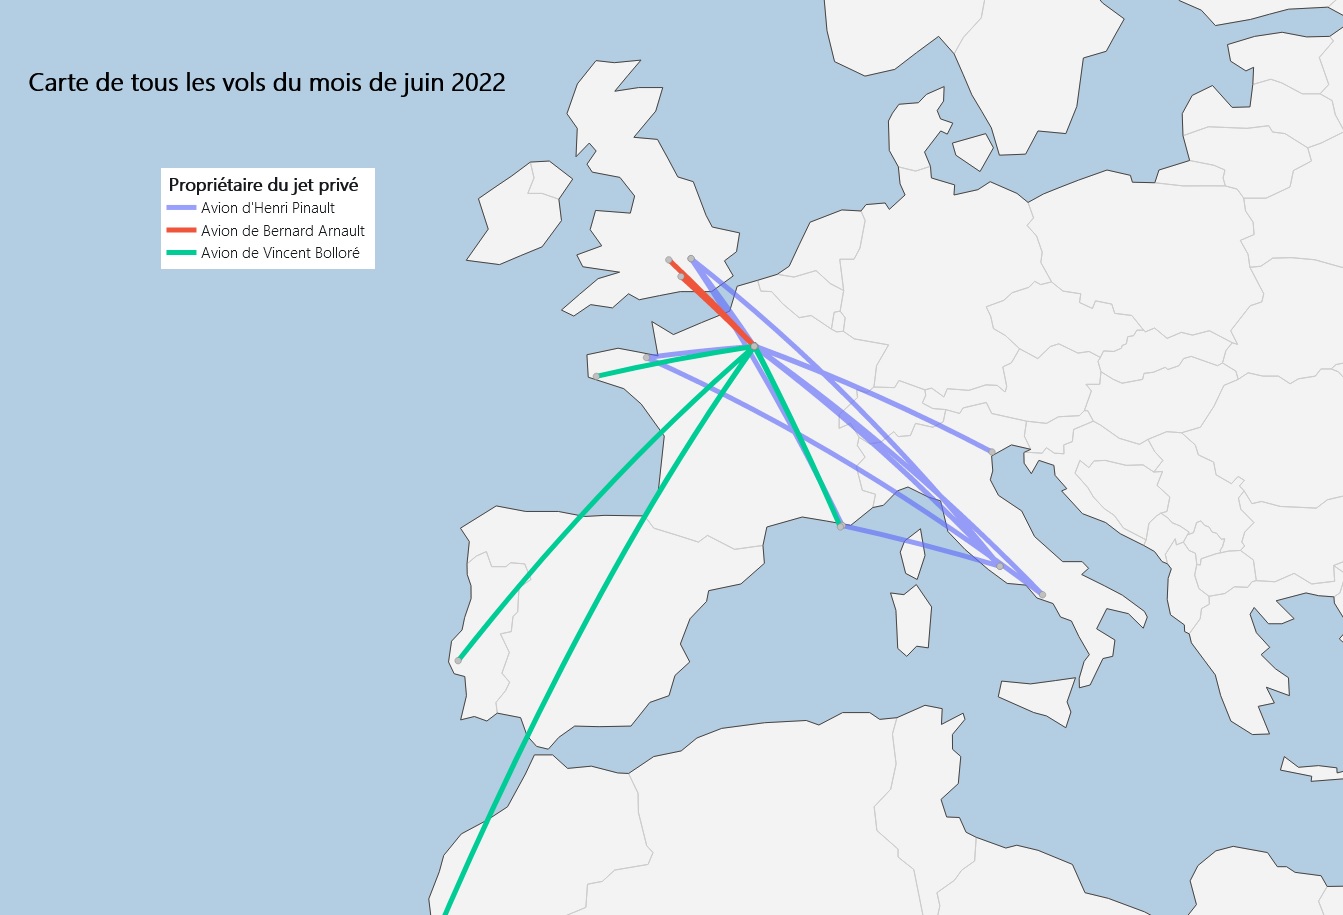 Carte de tous les vols du mois de juin 2022
Propriétaire du jet privé
Avion d'Henri Pinault
Avion de Bernard Arnault
Avion de Vincent Bolloré